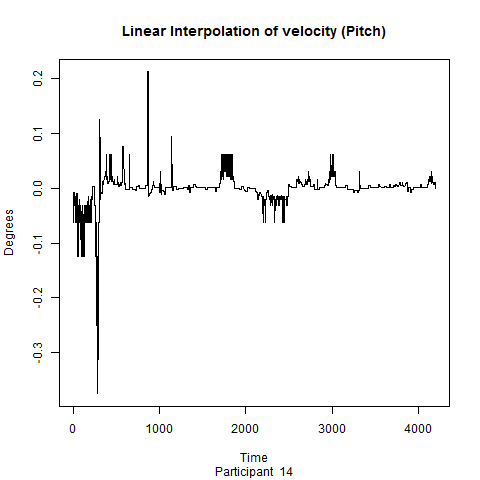 Linear Interpolation of velocity (Pitch)
Degrees
0.2
0.1
0.0
-0.1
-0.2
-0.3
0 1000 2000 3000 4000
Time
Participant 14